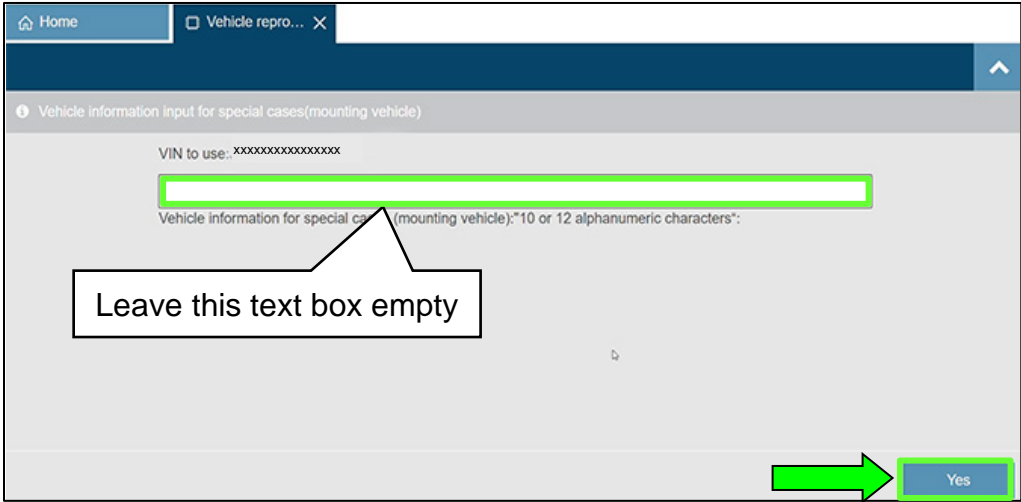 Home
Vehicle repro...
Vehicle information input for special cases(mounting vehicle)
VIN to use:.xxxxxxxxxxxxxxxx
Vehicle information for special ca (mounting vehicle):"10 or 12 alphanumeric characters":
Leave this text box empty
Yes